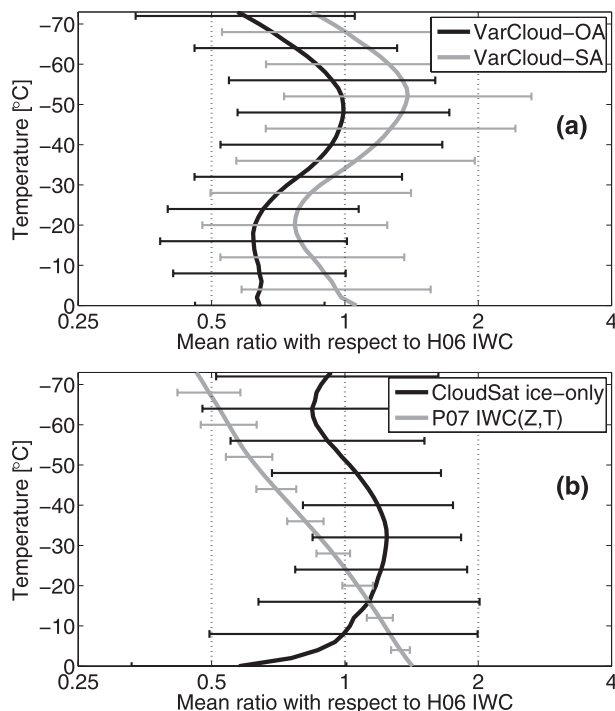 −70
−60
−50
−40
−30
−20
−10
0
Temperature [°C]
VarCloud−OA
VarCloud−SA
(a)
0.25 0.5 1 2 4
Mean ratio with respect to H06 IWC
−70
−60
−50
−40
−30
−20
−10
0
Temperature [°C]
CloudSat ice−only
P07 IWC(Z,T)
(b)
0.25 0.5 1 2 4
Mean ratio with respect to H06 IWC